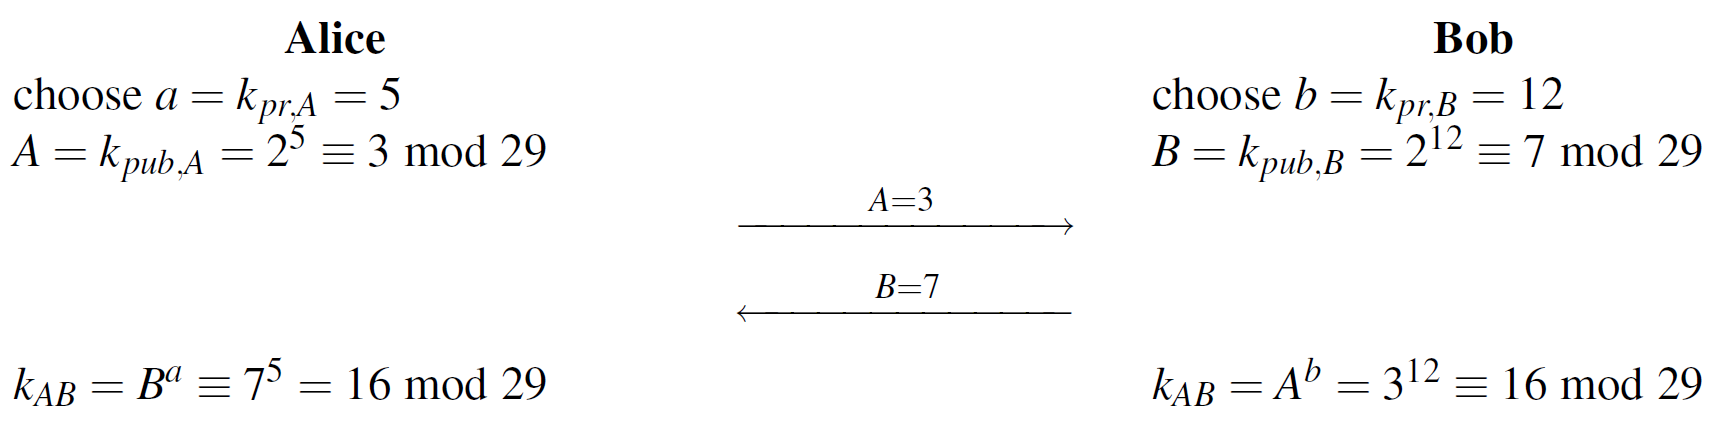 Alice Bob
choose a = k_{pr,A} = 5 choose b = k_{pr,B} = 12
A = k_{pub,A} = 2^5 ≡ 3 mod 29 B = k_{pub,B} = 2^{12} ≡ 7 mod 29
A=3
B=7
k_{AB} = B^a ≡ 7^5 = 16 mod 29 k_{AB} = A^b = 3^{12} ≡ 16 mod 29